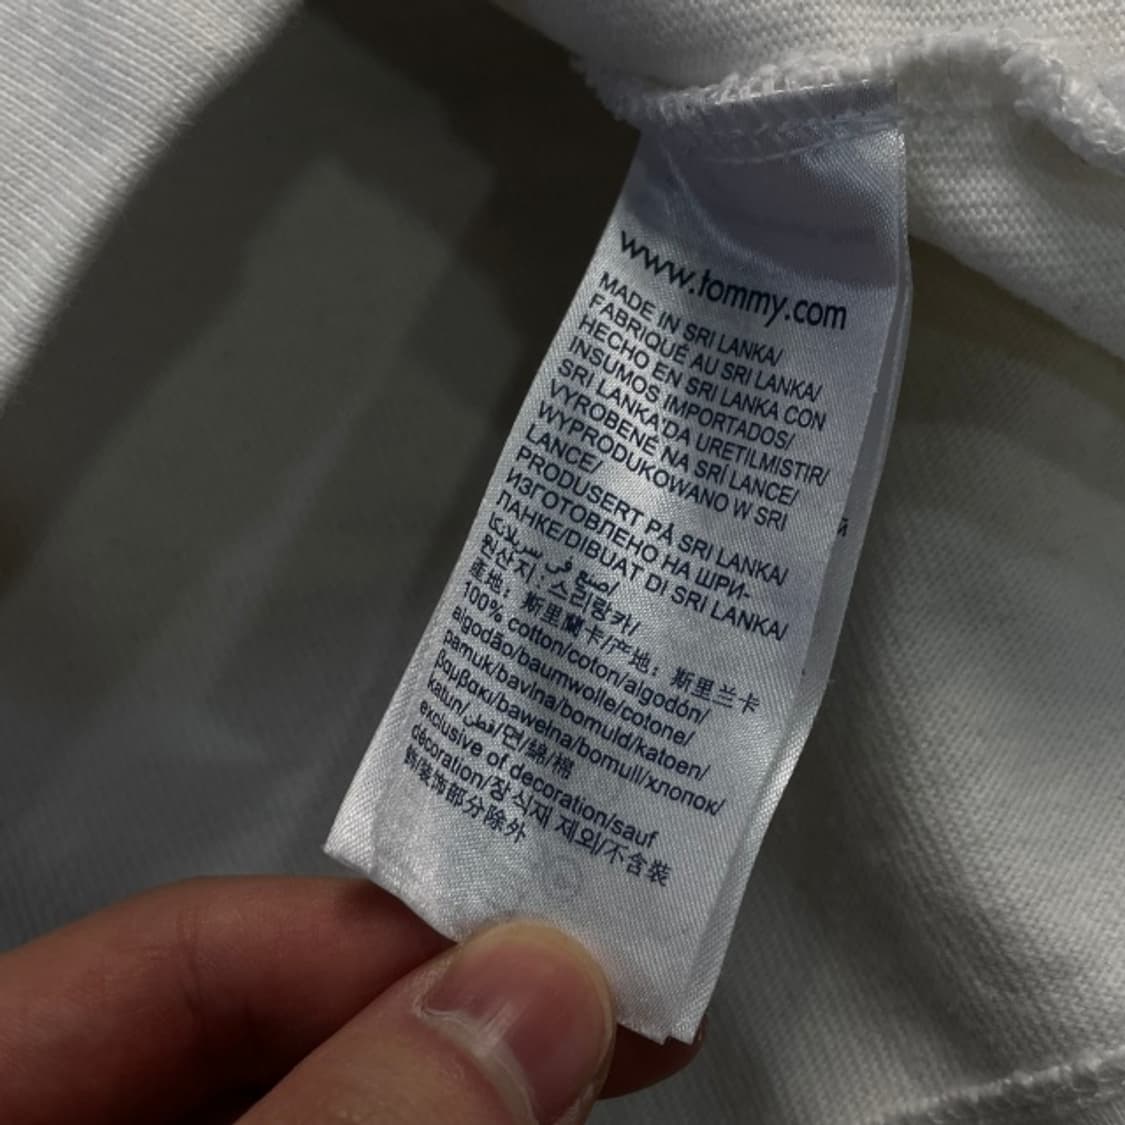 www.tommy.com
MADE IN SRI LANKA/
FABRIQUÉ AU SRI LANKA/
HECHO EN SRI LANKA CON
INSUMOS IMPORTADOS/
SRI LANKA'DA URETILMISTIR/
VYROBENÉ NA SRÍ LANCE/
WYPRODUKOWANO W SRI
LANCE/
PRODUSERT PÅ SRI LANKA/
ИЗГОТОВЛЕНО НА ШРИ-
ЛАНКЕ/DIBUAT DI SRI LANKA/
صنع في سريلانكا/
원산지: 스리랑카/
產地: 斯里蘭卡/产地: 斯里兰卡
100% cotton/coton/algodón/
algodão/baumwolle/cotone/
pamuk/bavlna/bomuld/katoen/
βαμβακι/bawełna/bomull/хлопок/
katun/قطن/면/綿/棉
exclusive of decoration/sauf
décoration/장식재 제외/不含裝
飾/装饰部分除外
й